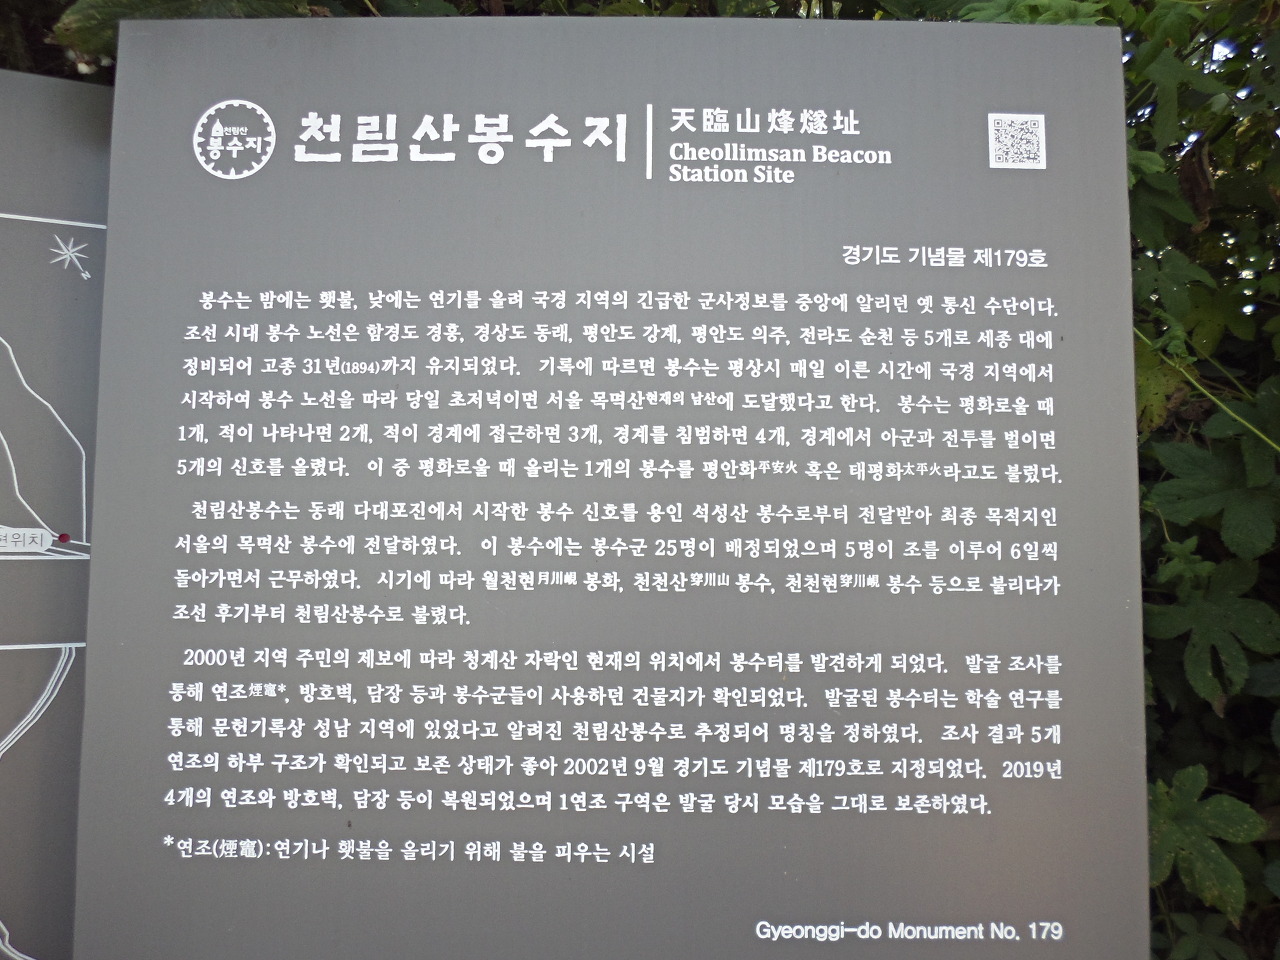 천림산
봉수지
천림산봉수지
天臨山烽燧址
Cheollimsan Beacon
Station Site
경기도 기념물 제179호
봉수는 밤에는 횃불, 낮에는 연기를 올려 국경 지역의 긴급한 군사정보를 중앙에 알리던 옛 통신 수단이다.
조선 시대 봉수 노선은 함경도 경흥, 경상도 동래, 평안도 강계, 평안도 의주, 전라도 순천 등 5개로 세종 대에
정비되어 고종 31년(1894)까지 유지되었다. 기록에 따르면 봉수는 평상시 매일 이른 시간에 국경 지역에서
시작하여 봉수 노선을 따라 당일 초저녁이면 서울 목멱산현재의 남산에 도달했다고 한다. 봉수는 평화로울 때
1개, 적이 나타나면 2개, 적이 경계에 접근하면 3개, 경계를 침범하면 4개, 경계에서 아군과 전투를 벌이면
5개의 신호를 올렸다. 이 중 평화로울 때 올리는 1개의 봉수를 평안화平安火 혹은 태평화太平火라고도 불렀다.
천림산봉수는 동래 다대포진에서 시작한 봉수 신호를 용인 석성산 봉수로부터 전달받아 최종 목적지인
서울의 목멱산 봉수에 전달하였다. 이 봉수에는 봉수군 25명이 배정되었으며 5명이 조를 이루어 6일씩
돌아가면서 근무하였다. 시기에 따라 월천현月川峴 봉화, 천천산穿川山 봉수, 천천현穿川峴 봉수 등으로 불리다가
조선 후기부터 천림산봉수로 불렸다.
2000년 지역 주민의 제보에 따라 청계산 자락인 현재의 위치에서 봉수터를 발견하게 되었다. 발굴 조사를
통해 연조煙竈*, 방호벽, 담장 등과 봉수군들이 사용하던 건물지가 확인되었다. 발굴된 봉수터는 학술 연구를
통해 문헌기록상 성남 지역에 있었다고 알려진 천림산봉수로 추정되어 명칭을 정하였다. 조사 결과 5개
연조의 하부 구조가 확인되고 보존 상태가 좋아 2002년 9월 경기도 기념물 제179호로 지정되었다. 2019년
4개의 연조와 방호벽, 담장 등이 복원되었으며 1연조 구역은 발굴 당시 모습을 그대로 보존하였다.
*연조(煙竈):연기나 횃불을 올리기 위해 불을 피우는 시설
Gyeonggi-do Monument No. 179
N
현위치